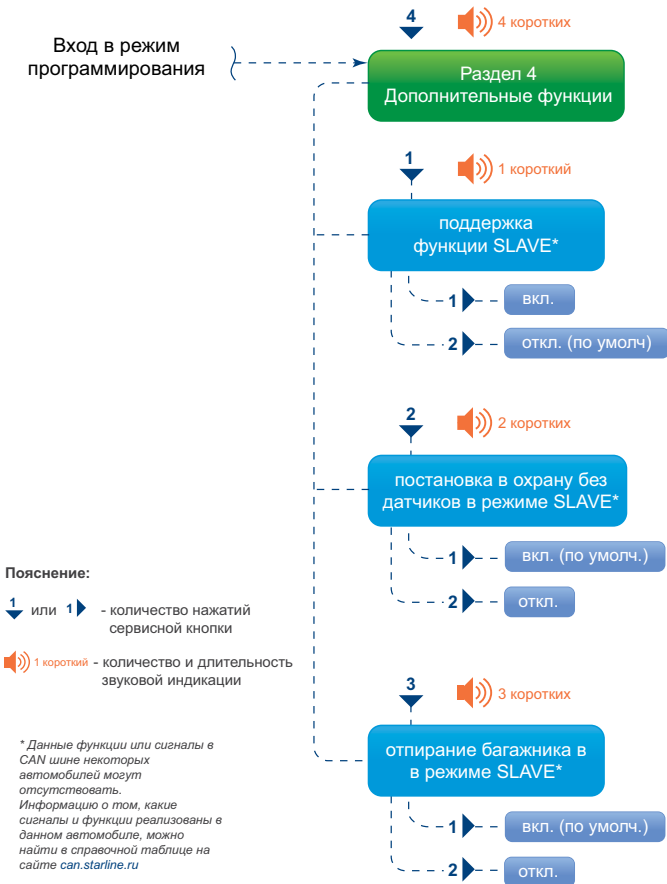 4
4 коротких
Вход в режим
программирования
Раздел 4
Дополнительные функции
1
1 короткий
поддержка
функции SLAVE*
1
вкл.
2
откл. (по умолч)
2
2 коротких
постановка в охрану без
датчиков в режиме SLAVE*
1
вкл. (по умолч.)
2
откл.
Пояснение:
1 или 1 - количество нажатий
сервисной кнопки
1 короткий - количество и длительность
звуковой индикации
3
3 коротких
отпирание багажника в
в режиме SLAVE*
1
вкл. (по умолч.)
2
откл.
* Данные функции или сигналы в
CAN шине некоторых
автомобилей могут
отсутствовать.
Информацию о том, какие
сигналы и функции реализованы в
данном автомобиле, можно
найти в справочной таблице на
сайте can.starline.ru